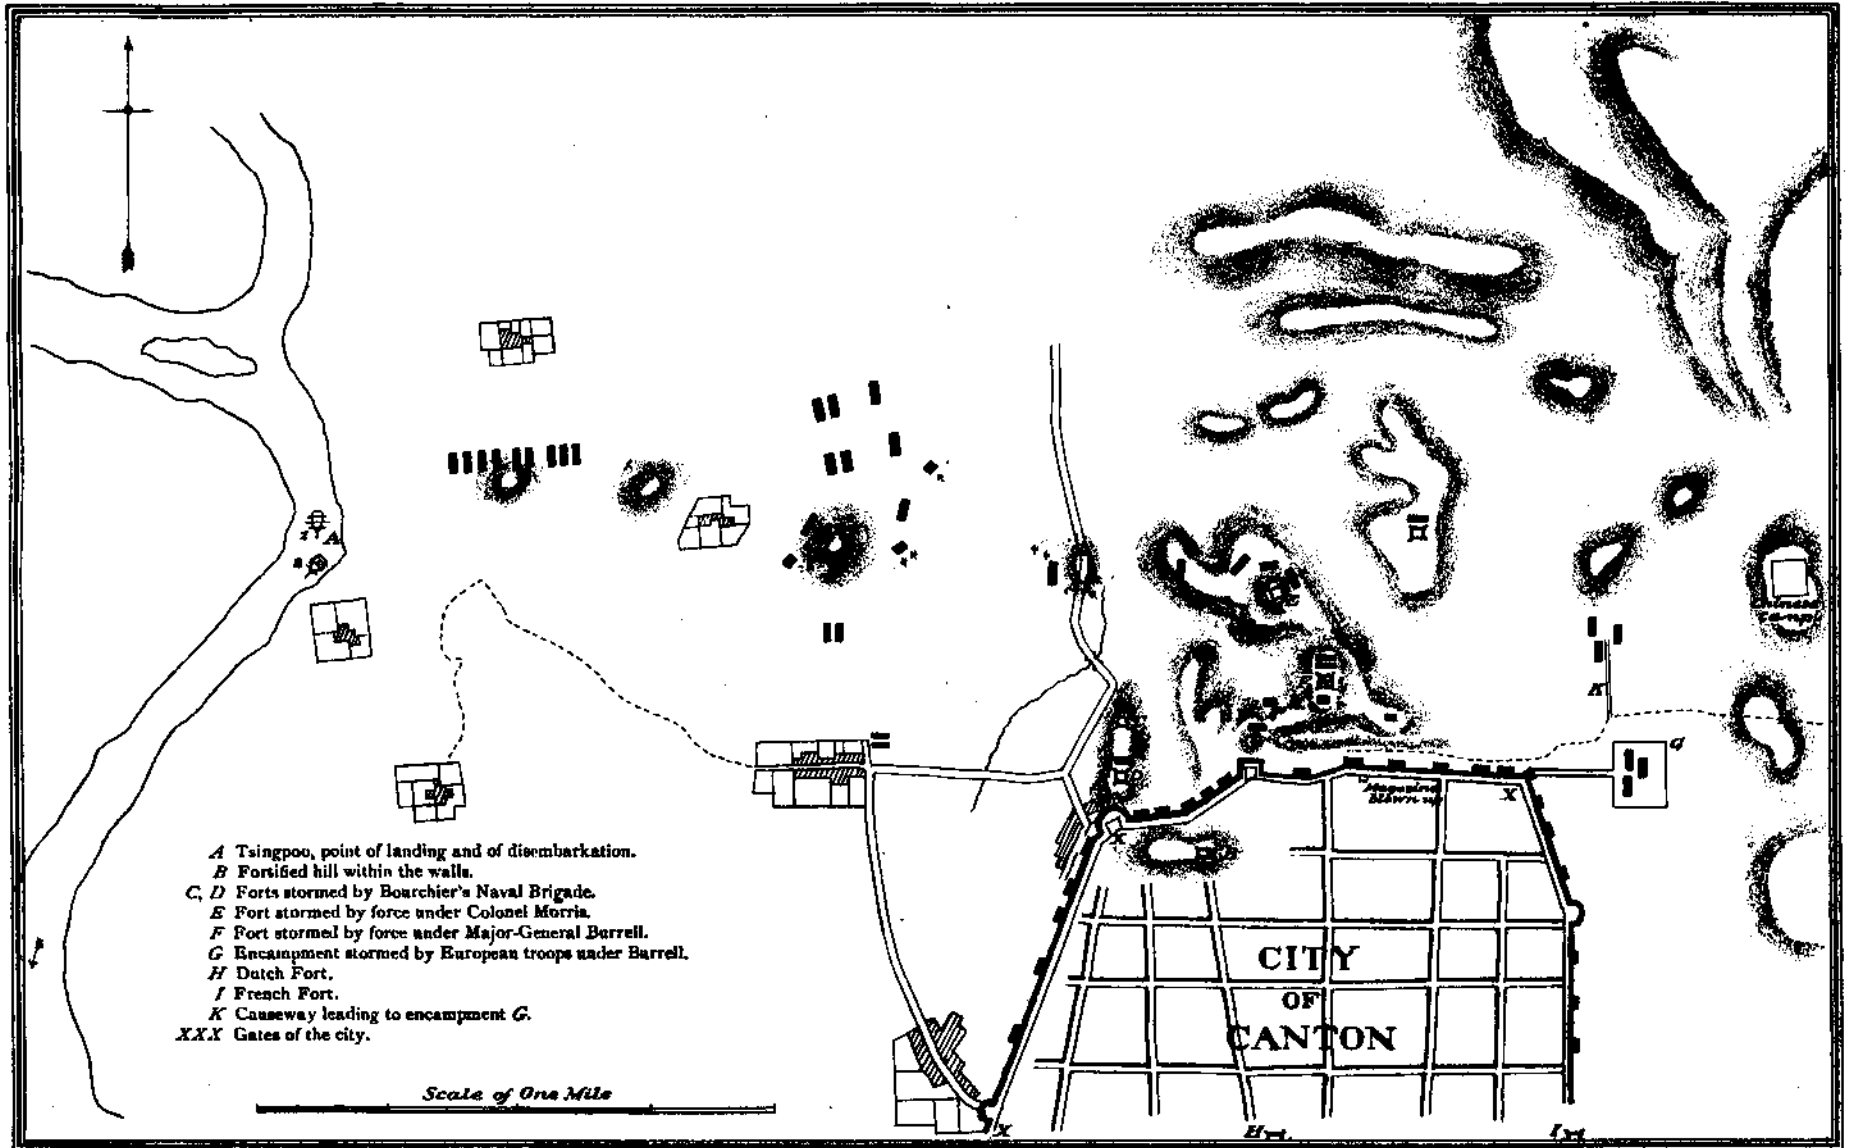 A
Chinese
Camp
K
G
Magazine
blown up
X
A Tsingpoo, point of landing and of disembarkation.
B Fortified hill within the walls.
C, D Forts stormed by Bourchier's Naval Brigade.
E Fort stormed by force under Colonel Morris.
F Fort stormed by force under Major-General Burrell.
G Encampment stormed by European troops under Burrell.
H Dutch Fort.
I French Fort.
K Causeway leading to encampment G.
XXX Gates of the city.
CITY
OF
CANTON
Scale of One Mile
X